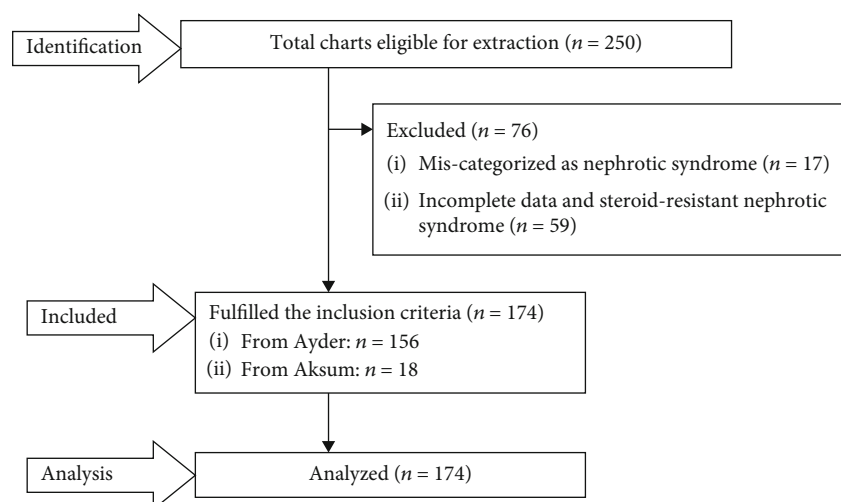 Identification
Total charts eligible for extraction (n = 250)
Excluded (n = 76)
(i) Mis-categorized as nephrotic syndrome (n = 17)
(ii) Incomplete data and steroid-resistant nephrotic
syndrome (n = 59)
Included
Fulfilled the inclusion criteria (n = 174)
(i) From Ayder: n = 156
(ii) From Aksum: n = 18
Analysis
Analyzed (n = 174)